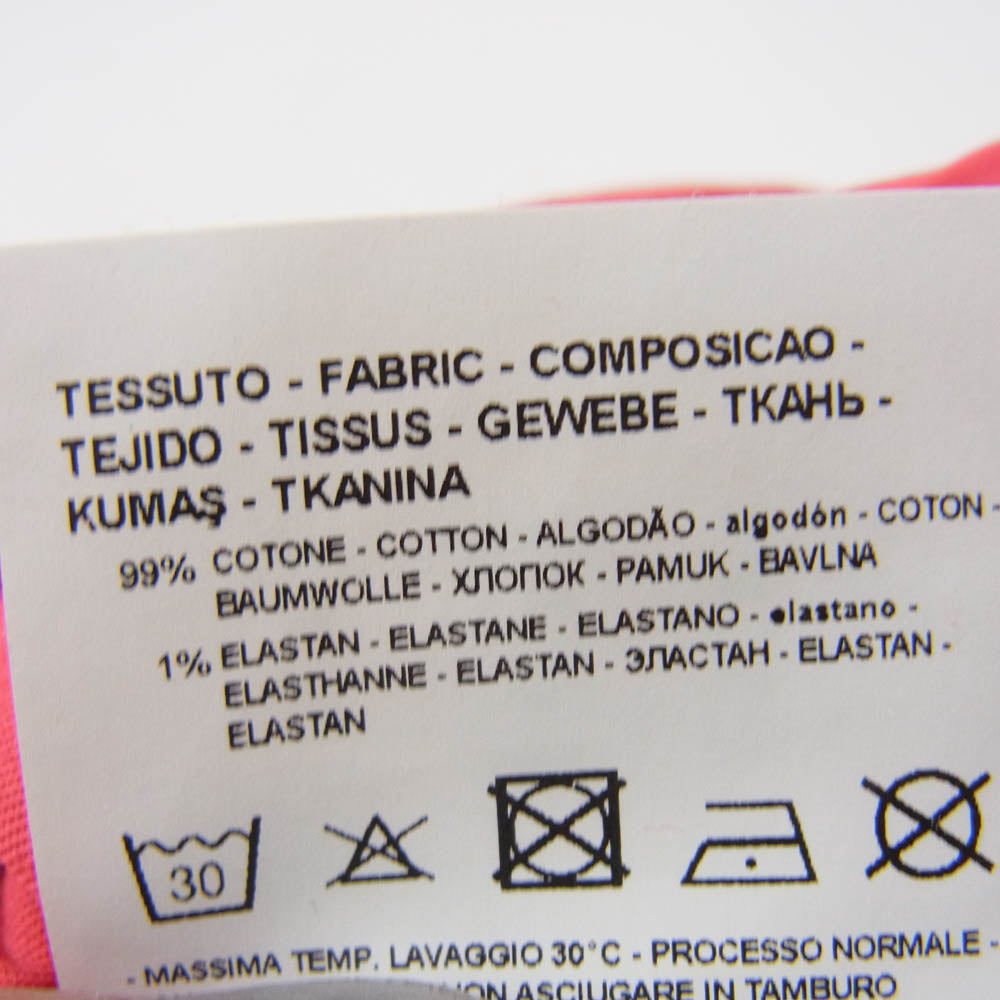 TESSUTO - FABRIC - COMPOSICAO -
TEJIDO - TISSUS - GEWEBE - ТКАНЬ -
KUMAŞ - TKANINA
99% COTONE - COTTON - ALGODÃO - algodón - COTON -
BAUMWOLLE - ХЛОПОК - PAMUK - BAVLNA
1% ELASTAN - ELASTANE - ELASTANO - elastano -
ELASTHANNE - ELASTAN - ЭЛАСТАН - ELASTAN -
ELASTAN
30
- MASSIMA TEMP. LAVAGGIO 30°C - PROCESSO NORMALE -
ASCIUGARE IN TAMBURO